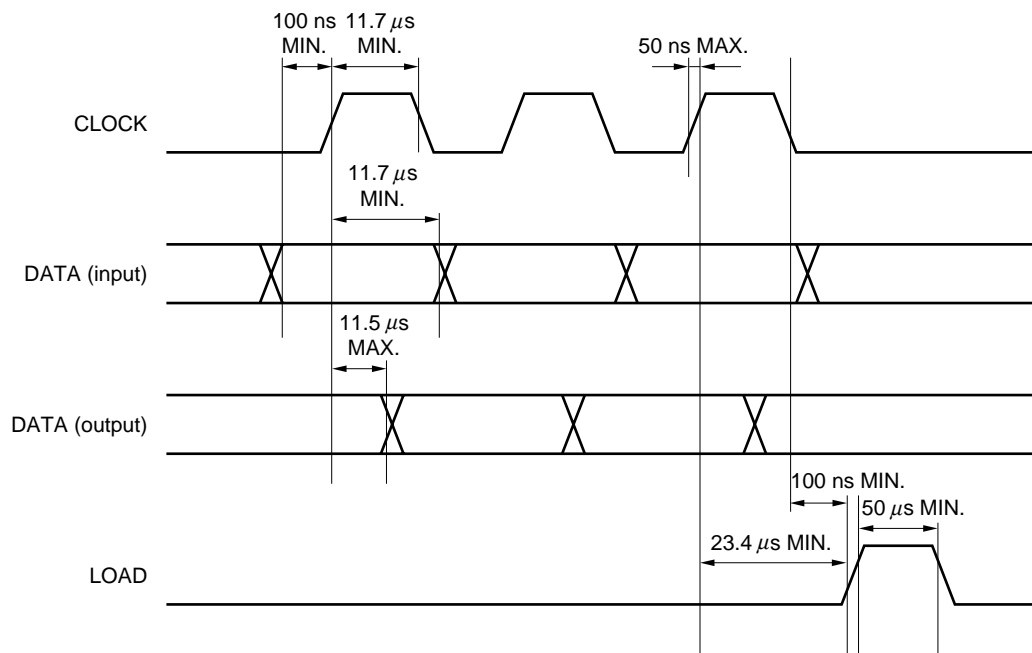 100 ns
MIN.
11.7 μs
MIN.
50 ns MAX.
CLOCK
11.7 μs
MIN.
DATA (input)
11.5 μs
MAX.
DATA (output)
100 ns MIN.
50 μs MIN.
23.4 μs MIN.
LOAD